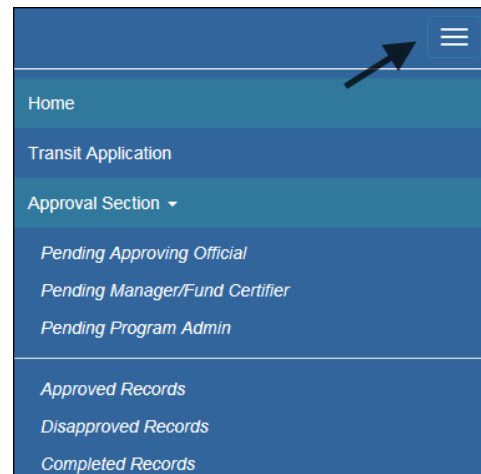 Home
Transit Application
Approval Section
Pending Approving Official
Pending Manager/Fund Certifier
Pending Program Admin
Approved Records
Disapproved Records
Completed Records